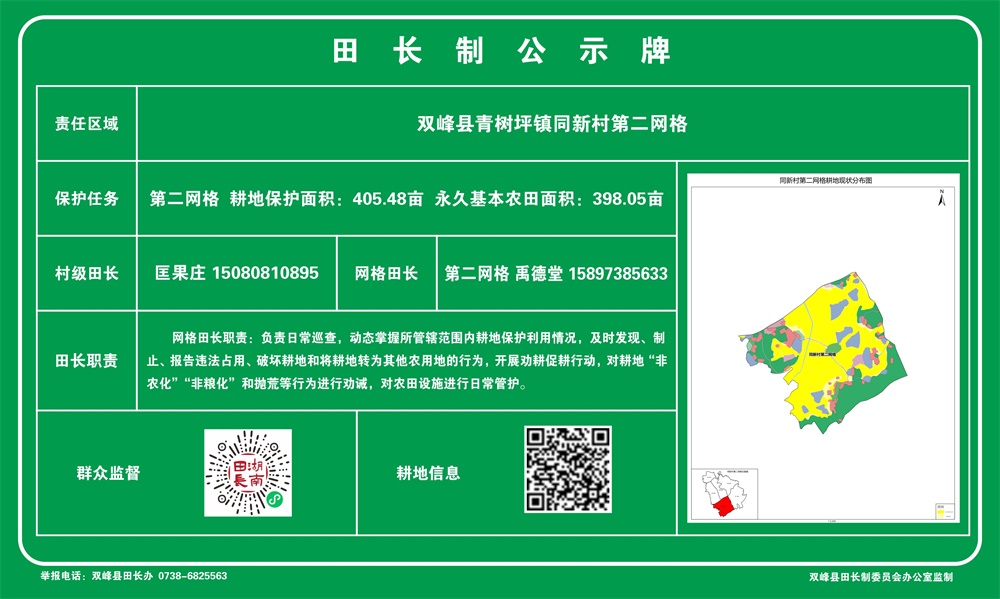 田长制公示牌
责任区域
双峰县青树坪镇同新村第二网格
保护任务
第二网格 耕地保护面积：405.48亩 永久基本农田面积：398.05亩
同新村第二网格耕地现状分布图
N
村级田长
匡果庄 15080810895
网格田长
第二网格 禹德堂 15897385633
同新村第二网格
田长职责
网格田长职责：负责日常巡查，动态掌握所管辖范围内耕地保护利用情况，及时发现、制
止、报告违法占用、破坏耕地和将耕地转为其他农用地的行为，开展劝耕促耕行动，对耕地“非
农化”“非粮化”和抛荒等行为进行劝诫，对农田设施进行日常管护。
群众监督
湖南田長
耕地信息
举报电话：双峰县田长办 0738-6825563
双峰县田长制委员会办公室监制